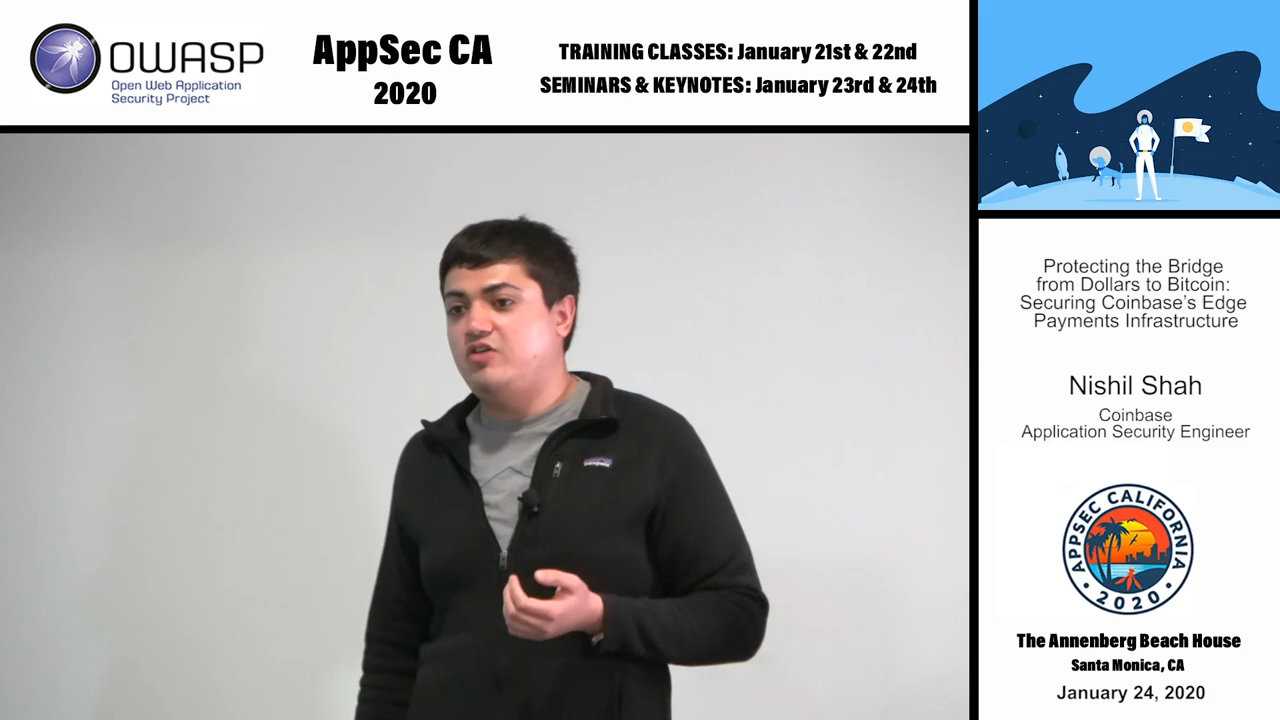 OWASP
Open Web Application
Security Project
AppSec CA
2020
TRAINING CLASSES: January 21st & 22nd
SEMINARS & KEYNOTES: January 23rd & 24th
patagonia
Protecting the Bridge
from Dollars to Bitcoin:
Securing Coinbase's Edge
Payments Infrastructure
Nishil Shah
Coinbase
Application Security Engineer
APPSEC CALIFORNIA
• 2020 •
The Annenberg Beach House
Santa Monica, CA
January 24, 2020